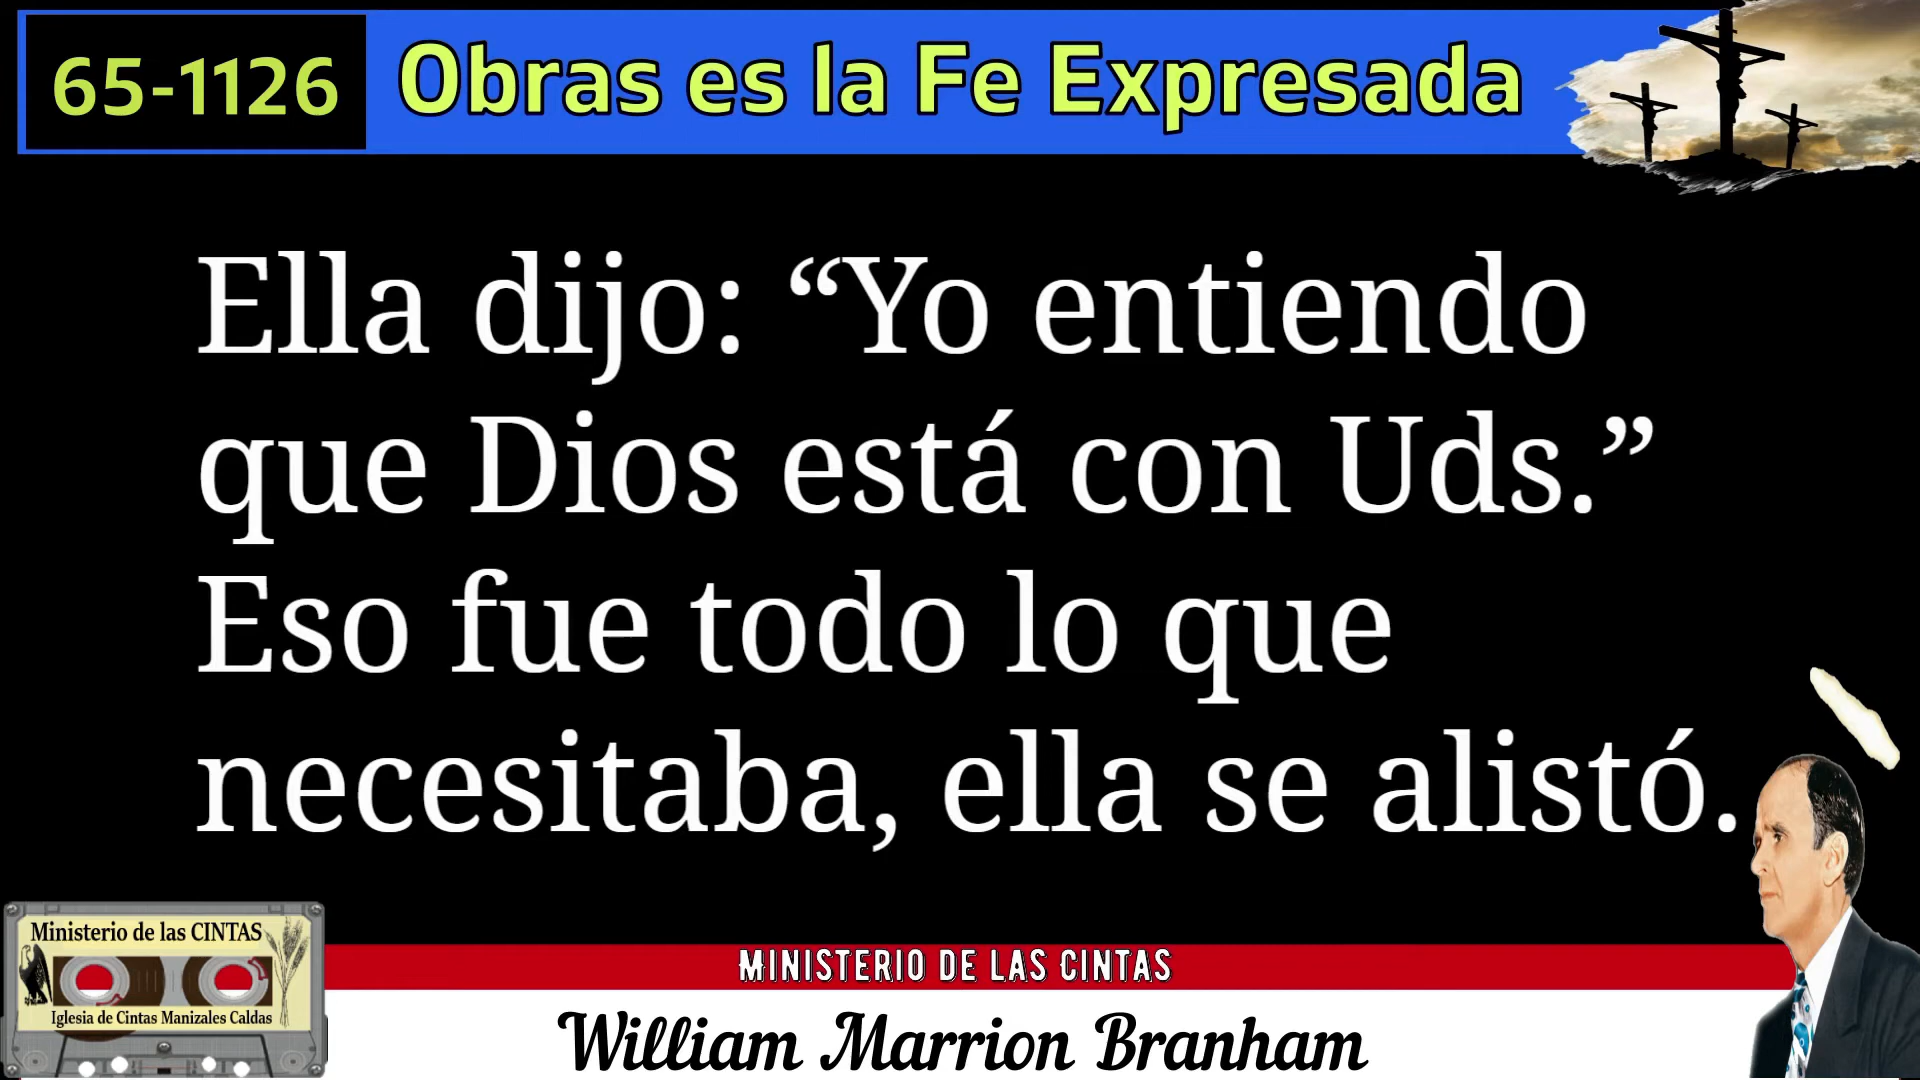 65-1126
Obras es la Fe Expresada
Ella dijo: “Yo entiendo
que Dios está con Uds.”
Eso fue todo lo que
necesitaba, ella se alistó.
Ministerio de las CINTAS
Iglesia de Cintas Manizales Caldas
MINISTERIO DE LAS CINTAS
William Marrion Branham